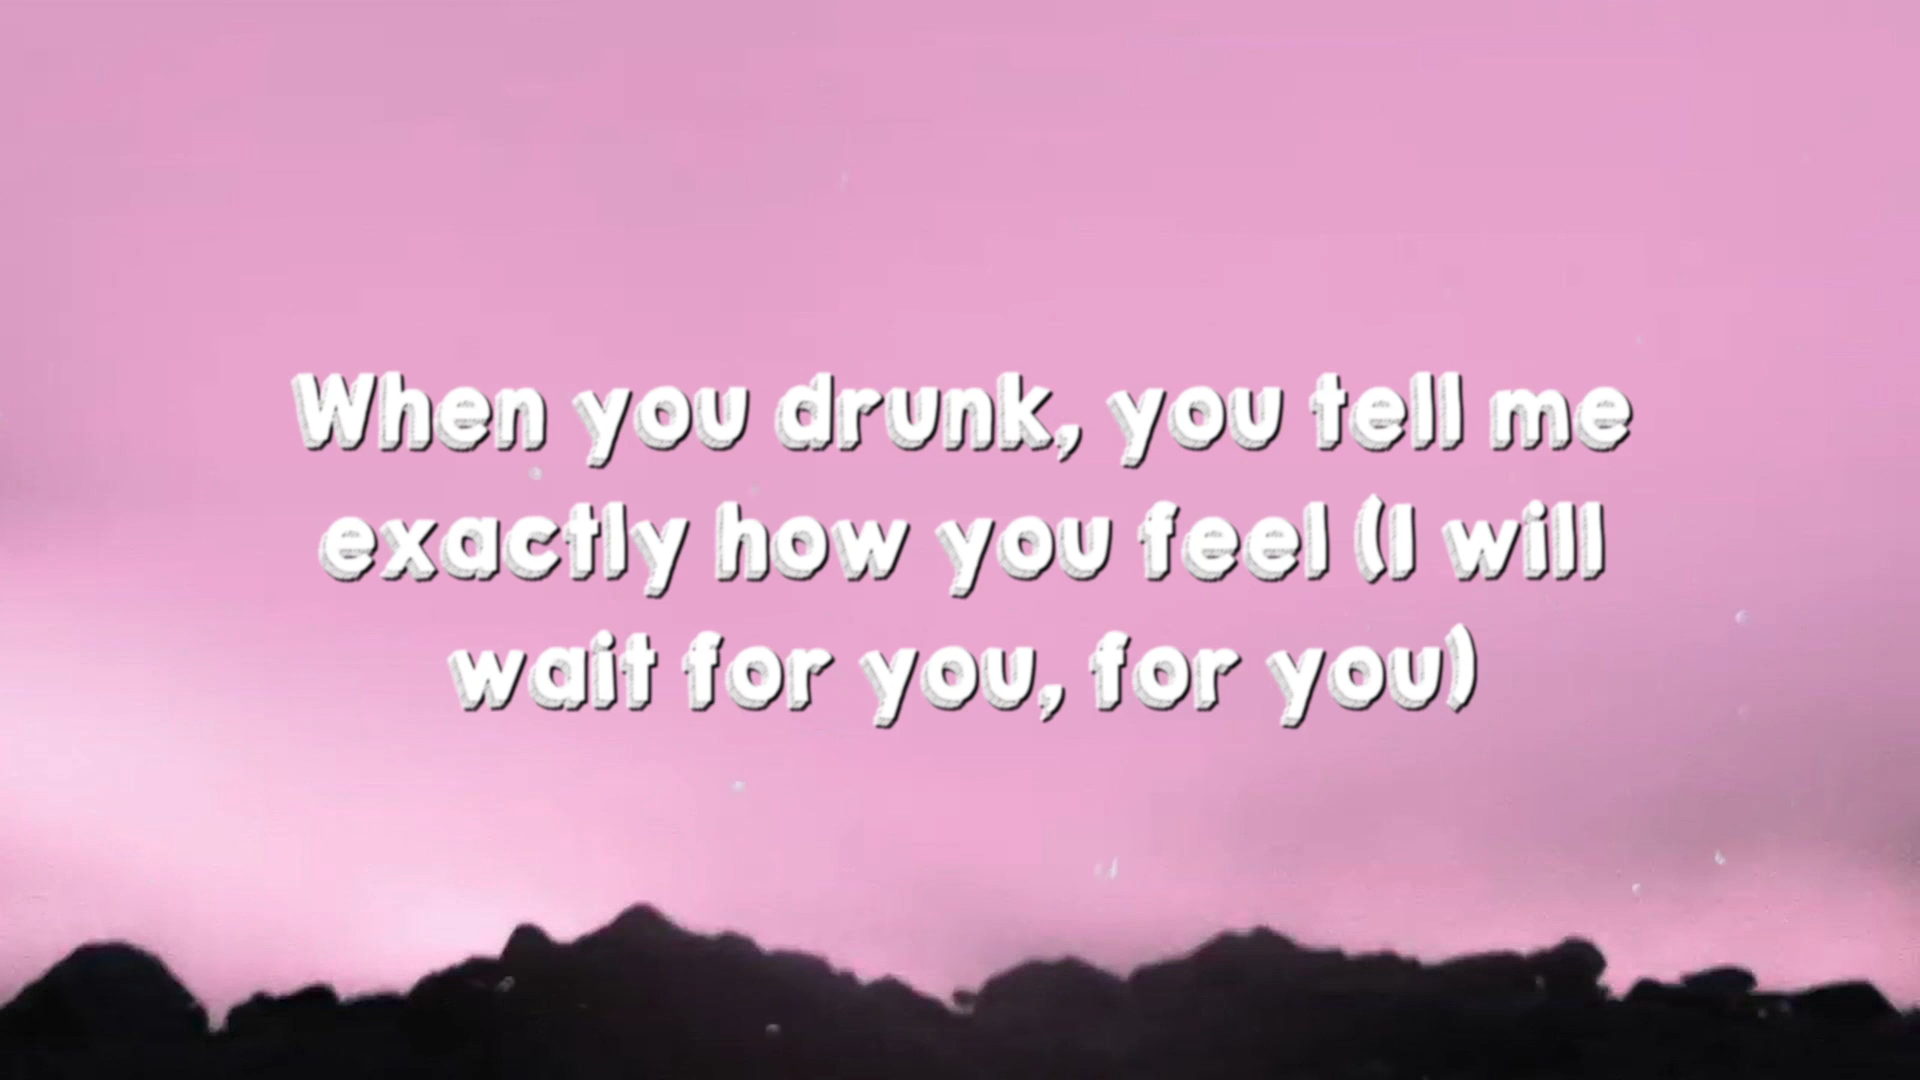 When you drunk, you tell me
exactly how you feel (I will
wait for you, for you)